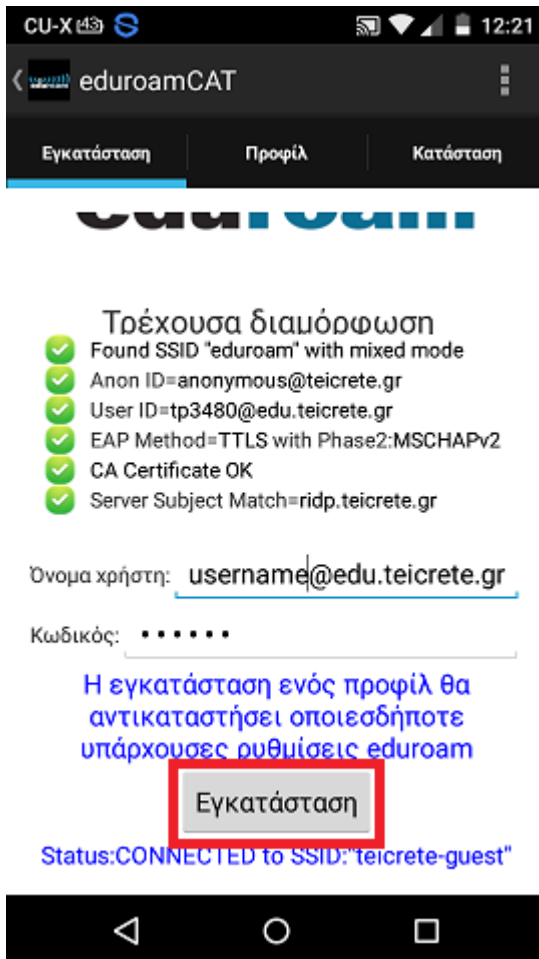 CU-X 43 12:21
eduroamCAT
Εγκατάσταση Προφίλ Κατάσταση
eduroam
Τρέχουσα διαμόρφωση
Found SSID "eduroam" with mixed mode
Anon ID=anonymous@teicrete.gr
User ID=tp3480@edu.teicrete.gr
EAP Method=TTLS with Phase2:MSCHAPv2
CA Certificate OK
Server Subject Match=ridp.teicrete.gr
Όνομα χρήστη: username@edu.teicrete.gr
Κωδικός: ••••••
Η εγκατάσταση ενός προφίλ θα
αντικαταστήσει οποιεσδήποτε
υπάρχουσες ρυθμίσεις eduroam
Εγκατάσταση
Status:CONNECTED to SSID:"teicrete-guest"